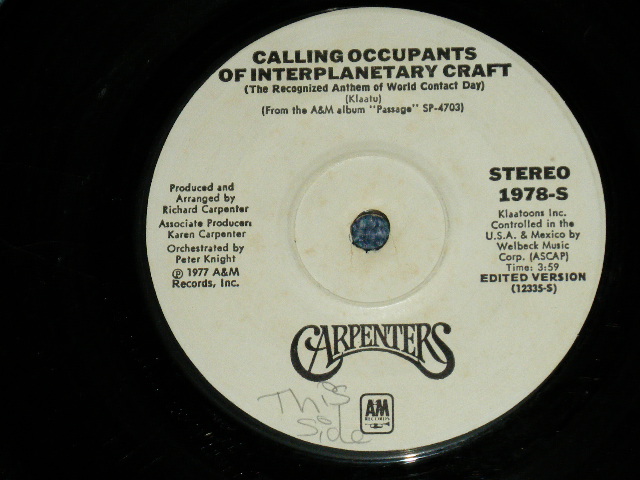 CALLING OCCUPANTS
OF INTERPLANETARY CRAFT
(The Recognized Anthem of World Contact Day)
(Klaatu)
(From the A&M album "Passage" SP-4703)
Produced and
Arranged by
Richard Carpenter
Associate Producer:
Karen Carpenter
Orchestrated by
Peter Knight
℗ 1977 A&M
Records, Inc.
STEREO
1978-S
Klaatoons Inc.
Controlled in the
U.S.A. & Mexico by
Welbeck Music
Corp. (ASCAP)
Time: 3:59
EDITED VERSION
(12335-S)
CARPENTERS
This
Side
A&M
RECORDS